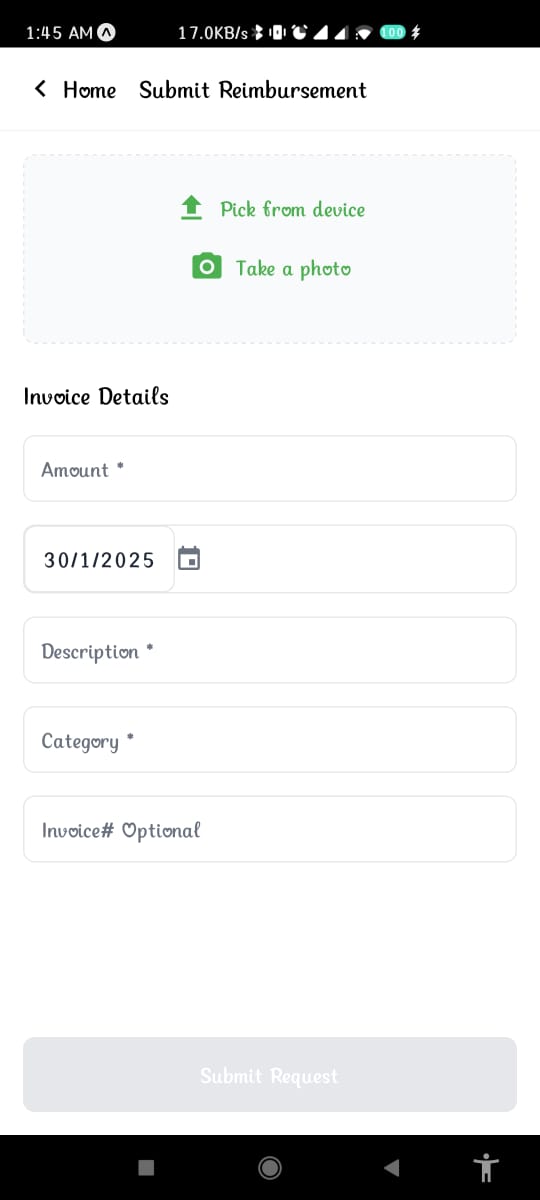 1:45 AM 17.0KB/s 100
Home Submit Reimbursement
Pick from device
Take a photo
Invoice Details
Amount *
30/1/2025
Description *
Category *
Invoice# Optional
Submit Request